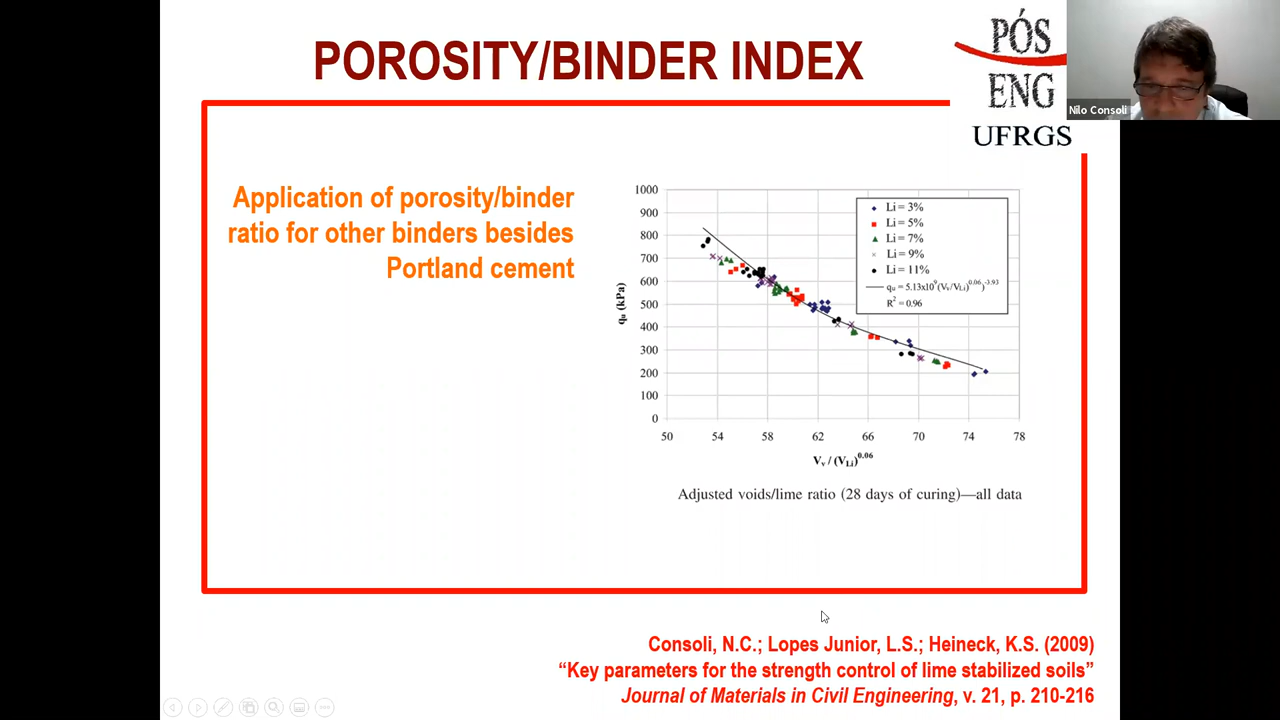 POROSITY/BINDER INDEX
PÓS
ENG
UFRGS
Nilo Consoli
Application of porosity/binder
ratio for other binders besides
Portland cement
1000
900
800
700
600
500
400
300
200
100
0
qu (kPa)
50 54 58 62 66 70 74 78
Vv / (VLi)^0.06
Li = 3%
Li = 5%
Li = 7%
Li = 9%
Li = 11%
qu = 5.13x10^9(Vv/VLi)^0.06)^-3.93
R^2 = 0.96
Adjusted voids/lime ratio (28 days of curing)—all data
Consoli, N.C.; Lopes Junior, L.S.; Heineck, K.S. (2009)
“Key parameters for the strength control of lime stabilized soils”
Journal of Materials in Civil Engineering, v. 21, p. 210-216